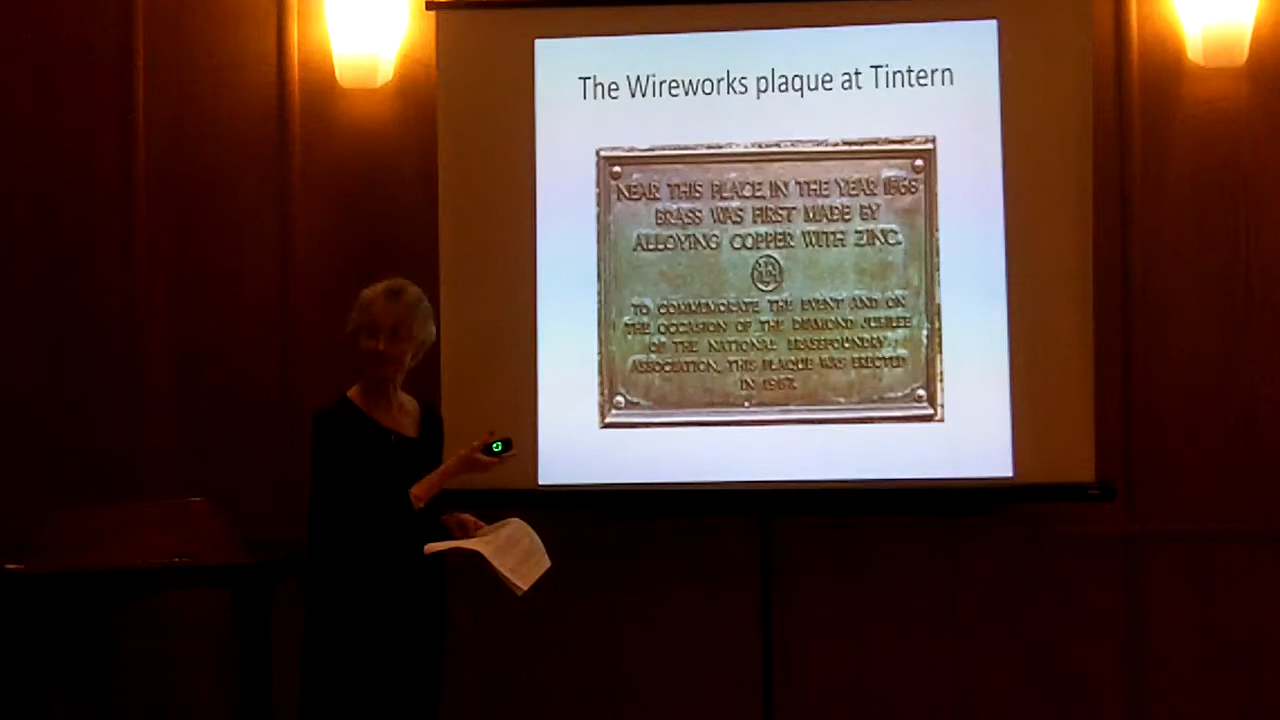 The Wireworks plaque at Tintern
NEAR THIS PLACE, IN THE YEAR 1568
BRASS WAS FIRST MADE BY
ALLOYING COPPER WITH ZINC.
TO COMMEMORATE THE EVENT AND ON
THE OCCASION OF THE DIAMOND JUBILEE
OF THE NATIONAL BRASSFOUNDRY
ASSOCIATION, THIS PLAQUE WAS ERECTED
IN 1957.